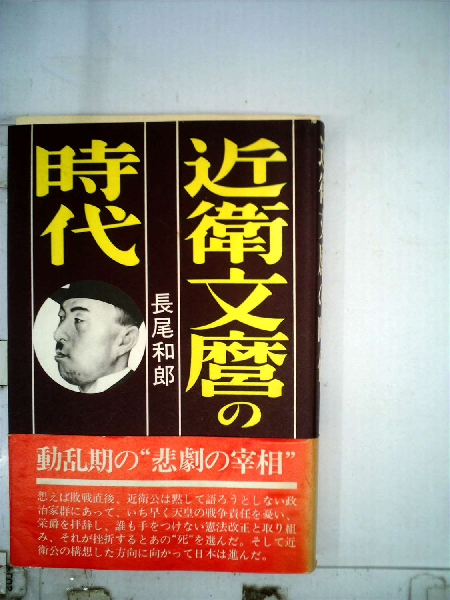 近衛文麿の
時代
長尾和郎
動乱期の“悲劇の宰相”
想えば敗戦直後、近衛公は黙して語ろうとしない政
治家群にあって、いち早く天皇の戦争責任を憂い、
栄爵を拝辞し、誰も手をつけない憲法改正と取り組
み、それが挫折するとあの“死”を選んだ。そして近
衛公の構想した方向に向かって日本は進んだ。